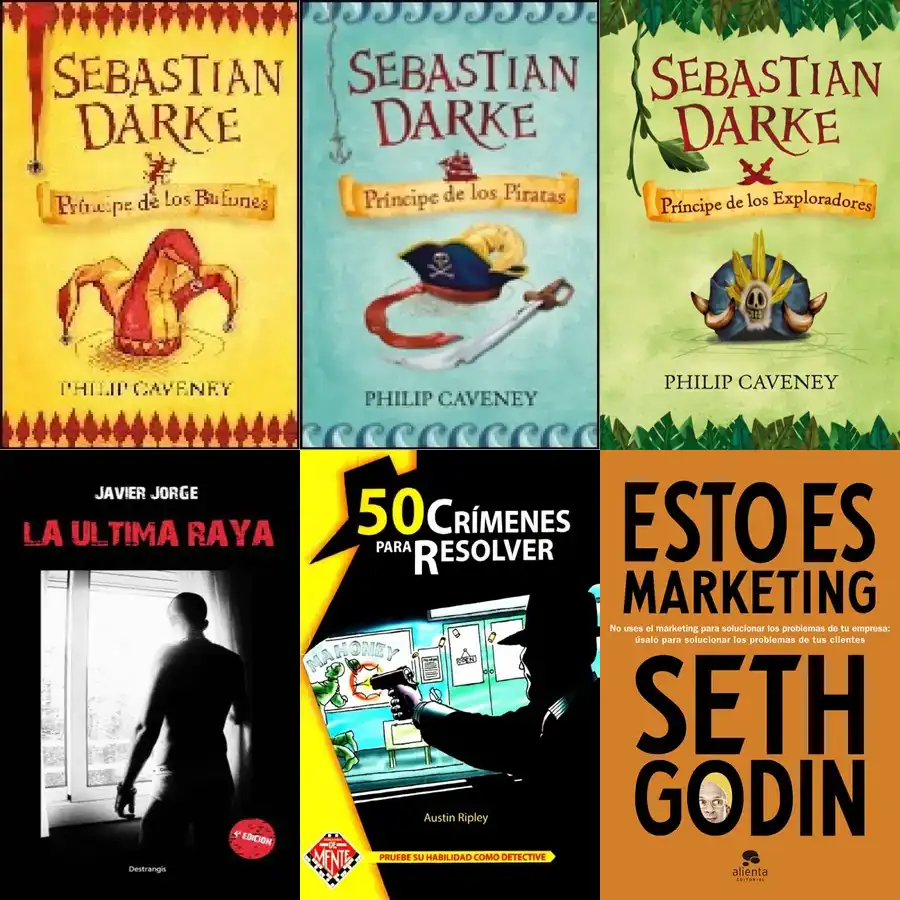 SEBASTIAN
DARKE
Príncipe de los Bufones
PHILIP CAVENEY
SEBASTIAN
DARKE
Príncipe de los Piratas
PHILIP CAVENEY
SEBASTIAN
DARKE
Príncipe de los Exploradores
PHILIP CAVENEY
JAVIER JORGE
LA ULTIMA RAYA
4ª EDICION
Destrangis
50 CRÍMENES
PARA RESOLVER
MAHONEY
OPEN
Austin Ripley
DE
MENTE
PRUEBE SU HABILIDAD COMO DETECTIVE
ESTO ES
MARKETING
No uses el marketing para solucionar los problemas de tu empresa:
úsalo para solucionar los problemas de tus clientes
SETH
GODIN
alienta
EDITORIAL